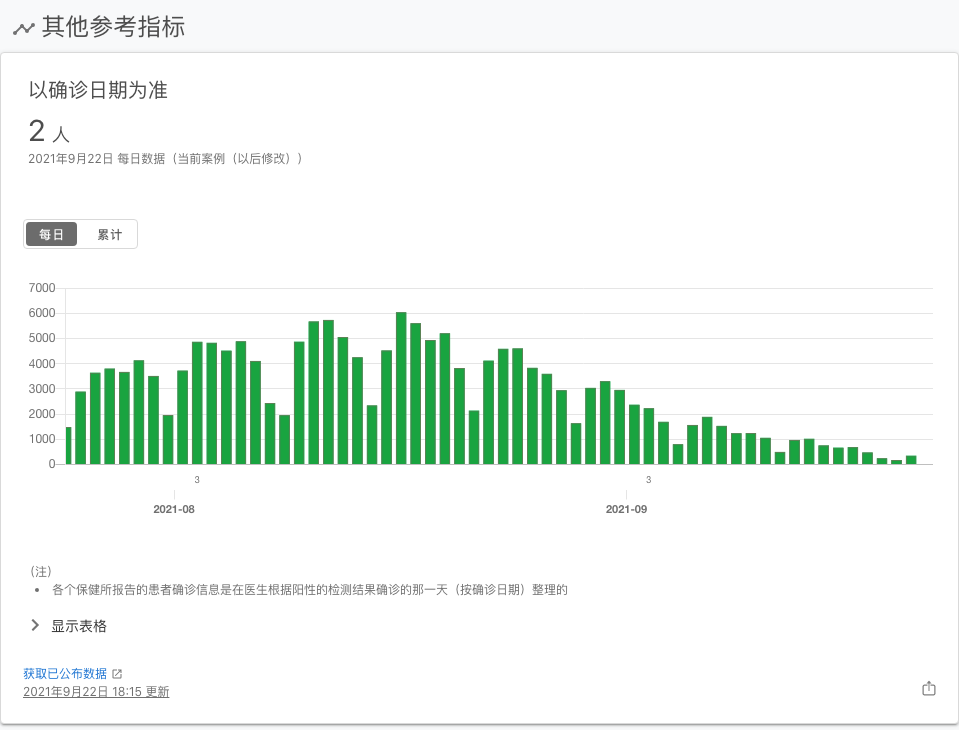 其他参考指标
以确诊日期为准
2 人
2021年9月22日 每日数据（当前案例（以后修改））
每日 累计
7000
6000
5000
4000
3000
2000
1000
0
3 3
2021-08 2021-09
（注）
• 各个保健所报告的患者确诊信息是在医生根据阳性的检测结果确诊的那一天（按确诊日期）整理的
显示表格
获取已公布数据
2021年9月22日 18:15 更新